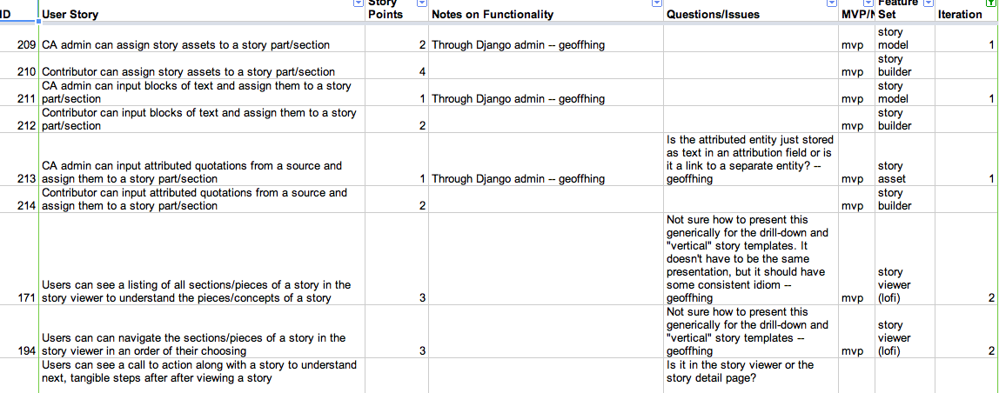 ID User Story Story Points Notes on Functionality Questions/Issues MVP/N Feature Set Iteration
209 CA admin can assign story assets to a story part/section 2 Through Django admin -- geoffhing mvp story model 1
210 Contributor can assign story assets to a story part/section 4 mvp story builder
CA admin can input blocks of text and assign them to a story
211 part/section 1 Through Django admin -- geoffhing mvp story model 1
Contributor can input blocks of text and assign them to a story
212 part/section 2 mvp story builder
Is the attributed entity just stored
as text in an attribution field or is
it a link to a separate entity? --
geoffhing
CA admin can input attributed quotations from a source and
213 assign them to a story part/section 1 Through Django admin -- geoffhing mvp story asset 1
Contributor can input attributed quotations from a source and
214 assign them to a story part/section 2 mvp story builder
Not sure how to present this
generically for the drill-down and
"vertical" story templates. It
doesn't have to be the same
presentation, but it should have
some consistent idiom --
geoffhing
Users can see a listing of all sections/pieces of a story in the
171 story viewer to understand the pieces/concepts of a story 3 mvp story viewer (lofi) 2
Not sure how to present this
generically for the drill-down and
"vertical" story templates --
geoffhing
Users can can navigate the sections/pieces of a story in the
194 story viewer in an order of their choosing 3 mvp story viewer (lofi) 2
Users can see a call to action along with a story to understand
next, tangible steps after after viewing a story
Is it in the story viewer or the
story detail page?